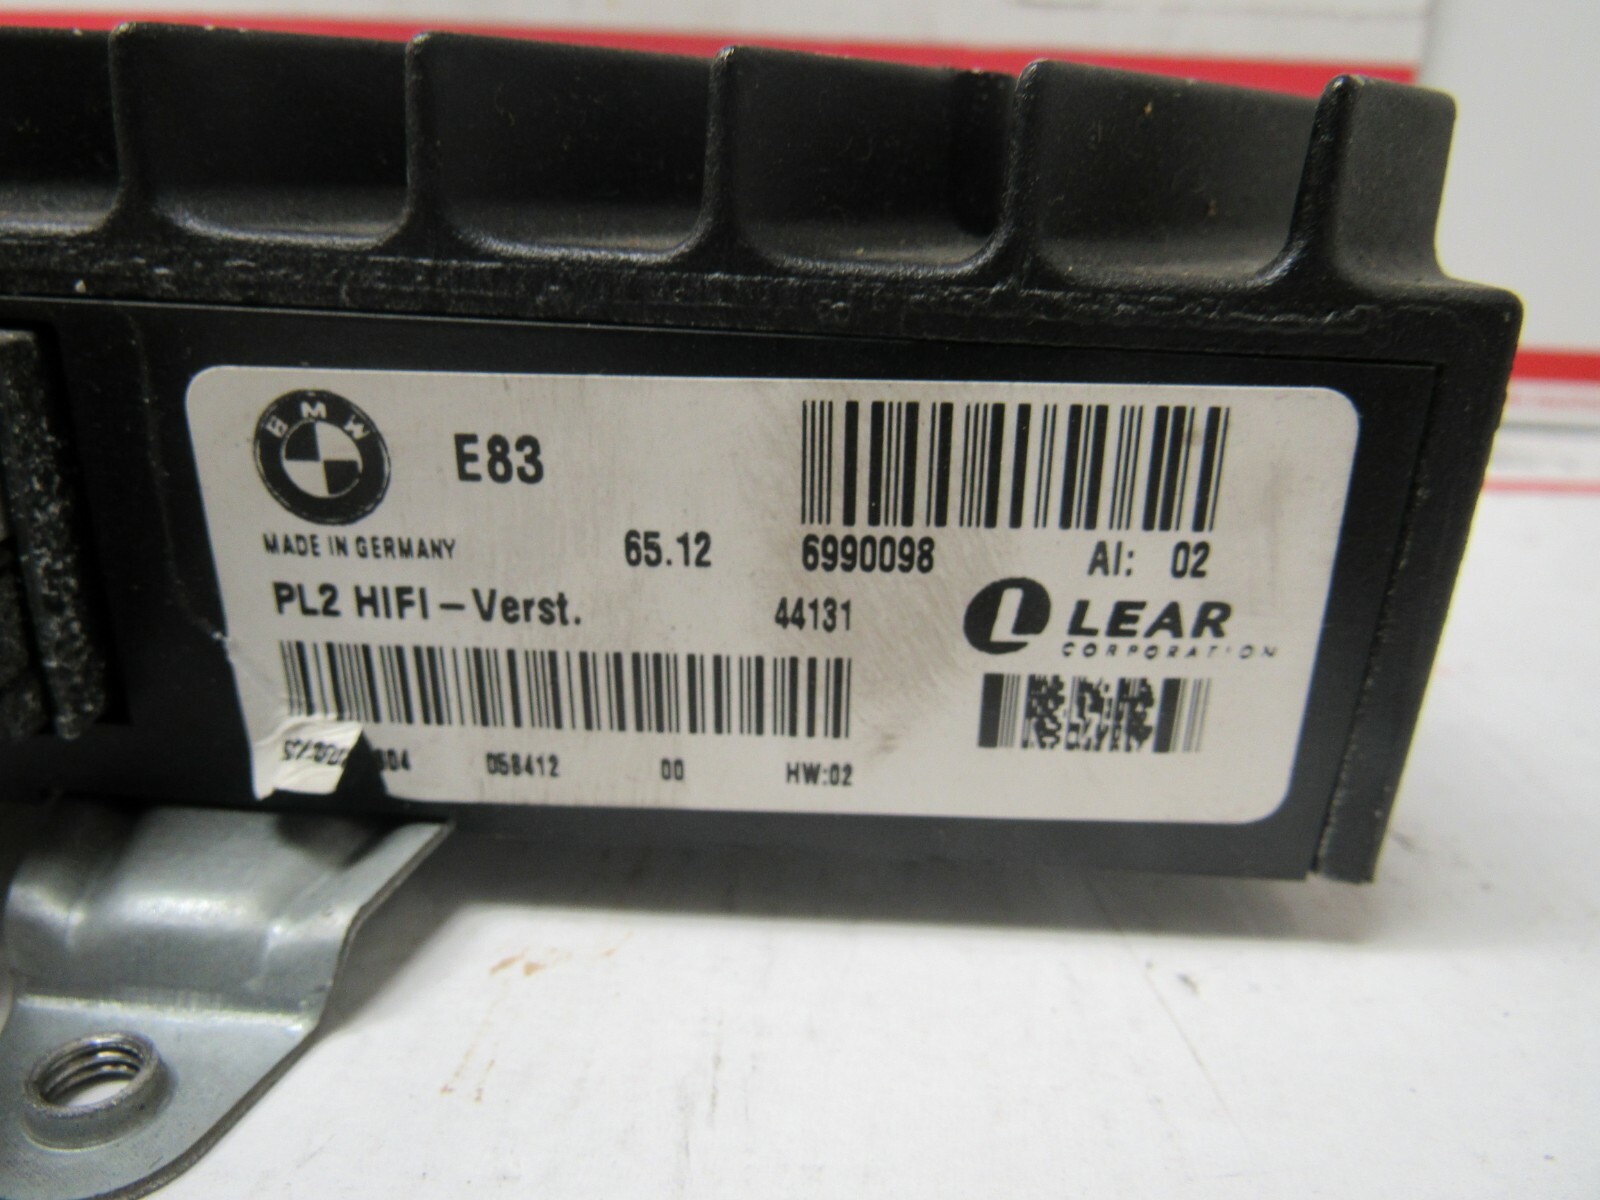 BMW
E83
MADE IN GERMANY 65.12 6990098 AI: 02
PL2 HIFI-Verst. 44131
LEAR
CORPORATION
058412 00 HW:02